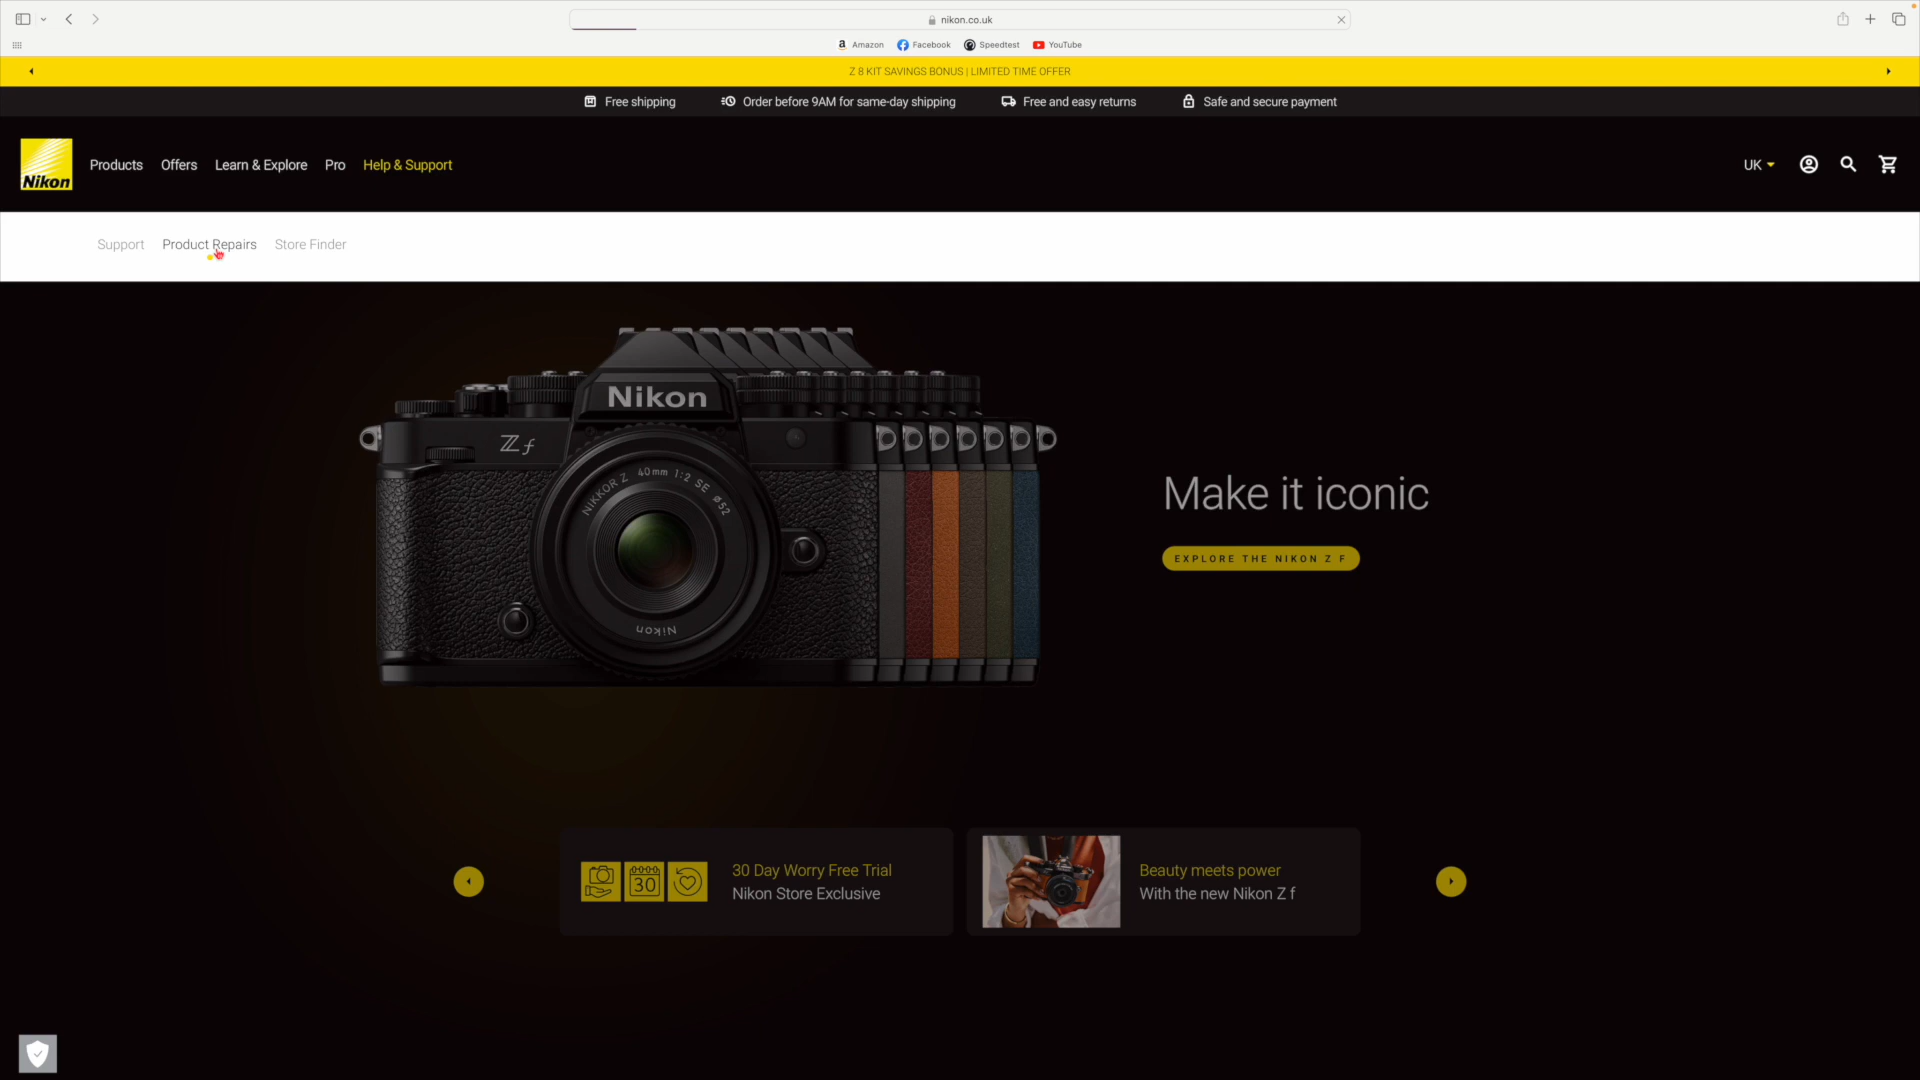 nikon.co.uk
Amazon
Facebook
Speedtest
YouTube
Z 8 KIT SAVINGS BONUS | LIMITED TIME OFFER
Free shipping
Order before 9AM for same-day shipping
Free and easy returns
Safe and secure payment
Nikon
Products
Offers
Learn & Explore
Pro
Help & Support
UK
Support
Product Repairs
Store Finder
Nikon
Z f
NIKKOR Z 40mm 1:2 SE ø52
Nikon
Make it iconic
EXPLORE THE NIKON Z F
30
30 Day Worry Free Trial
Nikon Store Exclusive
Beauty meets power
With the new Nikon Z f